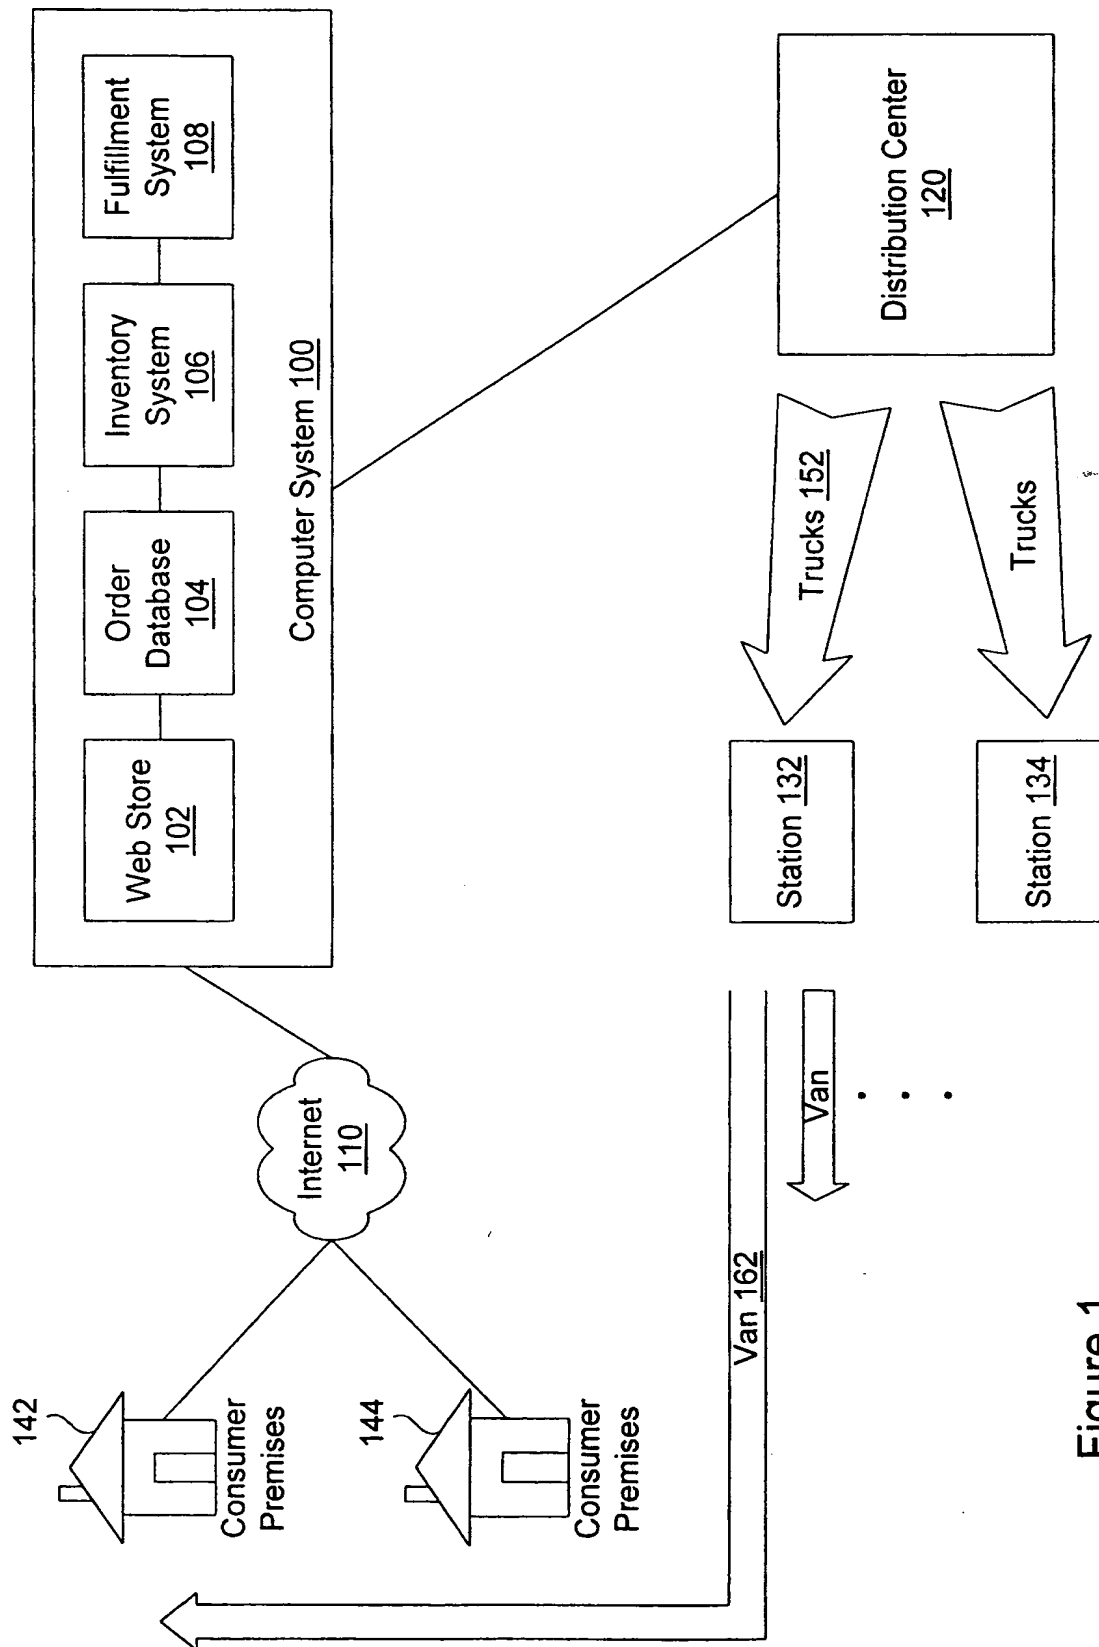 142
Consumer
Premises
144
Consumer
Premises
Internet
110
Web Store
102
Order
Database
104
Inventory
System
106
Fulfillment
System
108
Computer System 100
Van 162
Van
Station 132
Station 134
Trucks 152
Trucks
Distribution Center
120
Figure 1